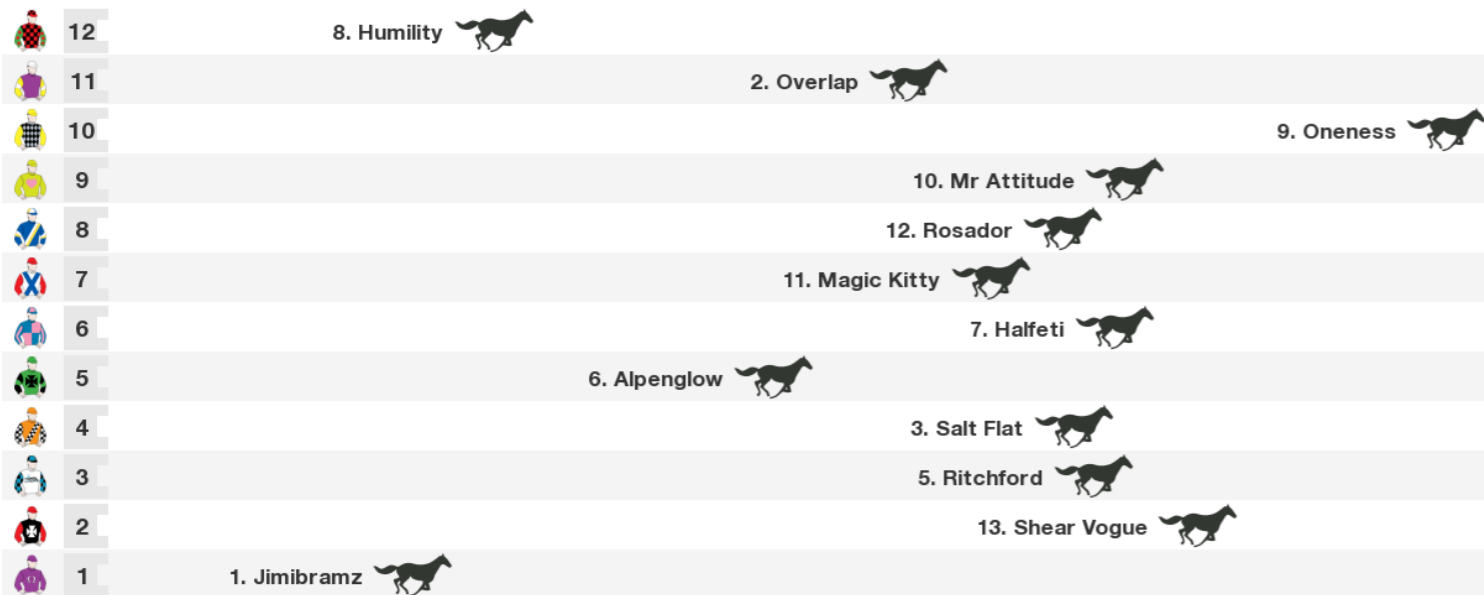 12 8. Humility
11 2. Overlap
10 9. Oneness
9 10. Mr Attitude
8 12. Rosador
7 11. Magic Kitty
6 7. Halfeti
5 6. Alpenglow
4 3. Salt Flat
3 5. Ritchford
2 13. Shear Vogue
1 1. Jimibramz